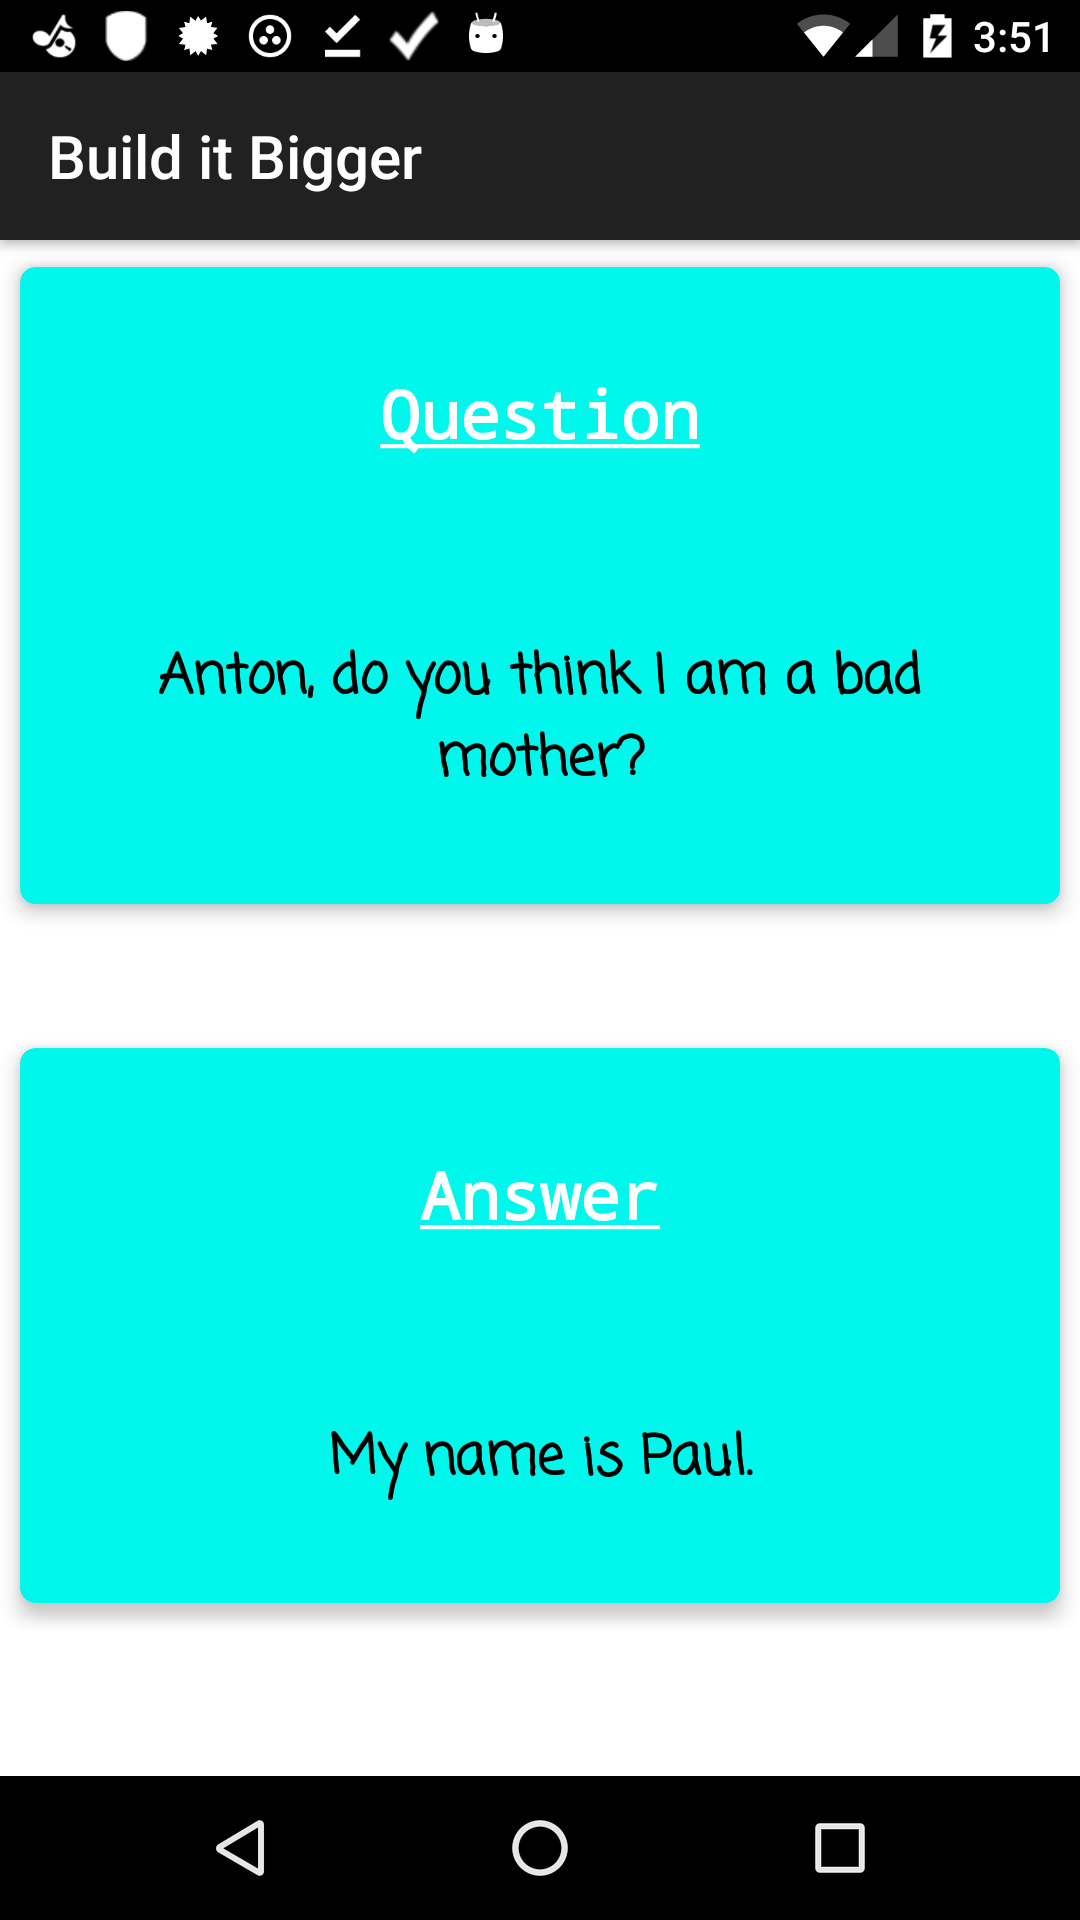 3:51
Build it Bigger
Question
Anton, do you think I am a bad
mother?
Answer
My name is Paul.